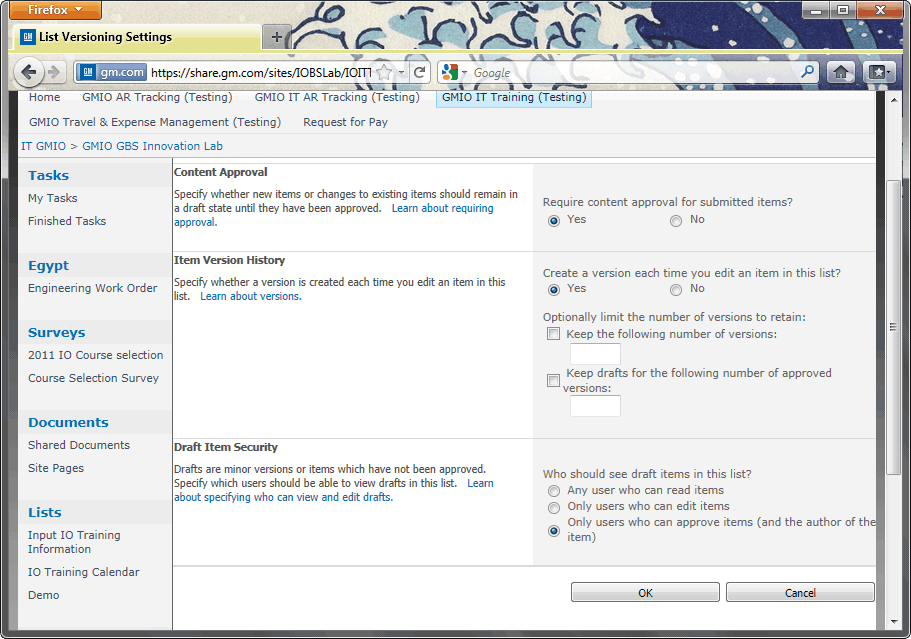 Firefox
GM List Versioning Settings
GM gm.com https://share.gm.com/sites/IOBSLab/IOITT Google
Home GMIO AR Tracking (Testing) GMIO IT AR Tracking (Testing) GMIO IT Training (Testing)
GMIO Travel & Expense Management (Testing) Request for Pay
IT GMIO > GMIO GBS Innovation Lab
Tasks
My Tasks
Finished Tasks
Egypt
Engineering Work Order
Surveys
2011 IO Course selection
Course Selection Survey
Documents
Shared Documents
Site Pages
Lists
Input IO Training
Information
IO Training Calendar
Demo
Content Approval
Specify whether new items or changes to existing items should remain in
a draft state until they have been approved. Learn about requiring
approval.
Require content approval for submitted items?
Yes No
Item Version History
Specify whether a version is created each time you edit an item in this
list. Learn about versions.
Create a version each time you edit an item in this list?
Yes No
Optionally limit the number of versions to retain:
Keep the following number of versions:
Keep drafts for the following number of approved
versions:
Draft Item Security
Drafts are minor versions or items which have not been approved.
Specify which users should be able to view drafts in this list. Learn
about specifying who can view and edit drafts.
Who should see draft items in this list?
Any user who can read items
Only users who can edit items
Only users who can approve items (and the author of the
item)
OK Cancel